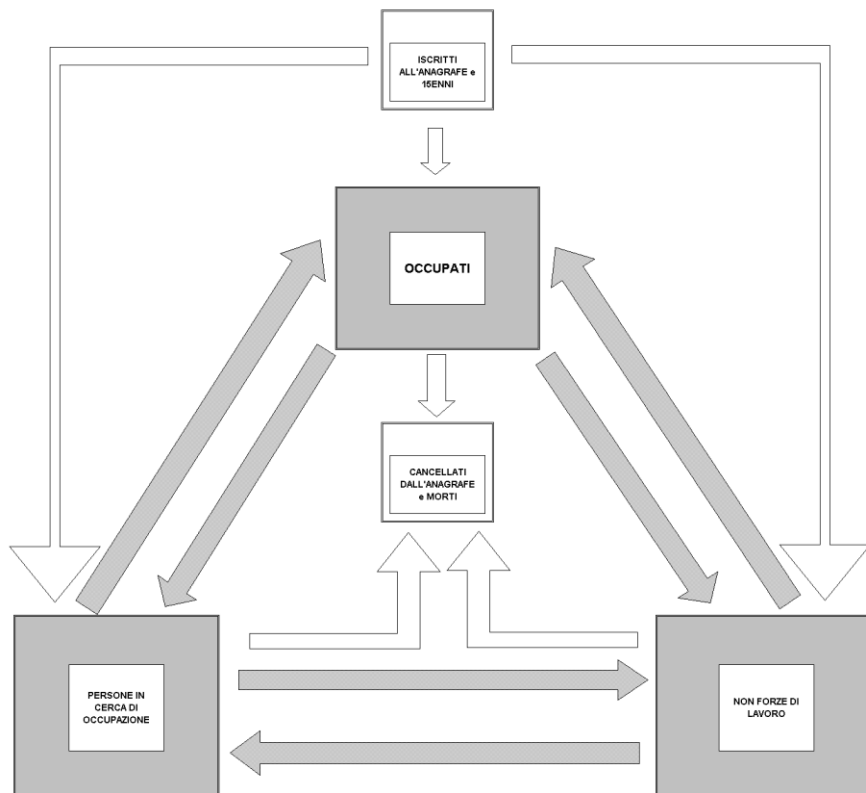 ISCRITTI
ALL'ANAGRAFE e
15ENNI
OCCUPATI
CANCELLATI
DALL'ANAGRAFE
e MORTI
PERSONE IN
CERCA DI
OCCUPAZIONE
NON FORZE DI
LAVORO